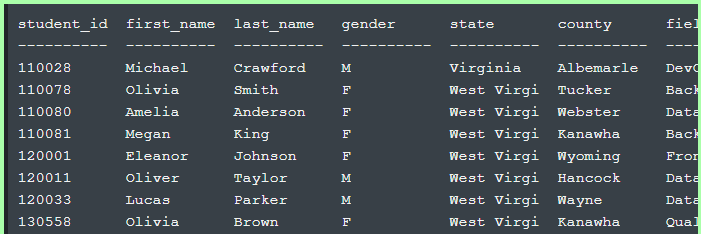 student_id  first_name  last_name   gender      state       county      fiel
----------  ----------  ----------  ----------  ----------  ----------  ----
110028      Michael     Crawford    M           Virginia    Albemarle   DevO
110078      Olivia      Smith       F           West Virgi  Tucker      Back
110080      Amelia      Anderson    F           West Virgi  Webster     Data
110081      Megan       King        F           West Virgi  Kanawha     Back
120001      Eleanor     Johnson     F           West Virgi  Wyoming     Fron
120011      Oliver      Taylor      M           West Virgi  Hancock     Data
120033      Lucas       Parker      M           West Virgi  Wayne       Data
130558      Olivia      Brown       F           West Virgi  Kanawha     Qual